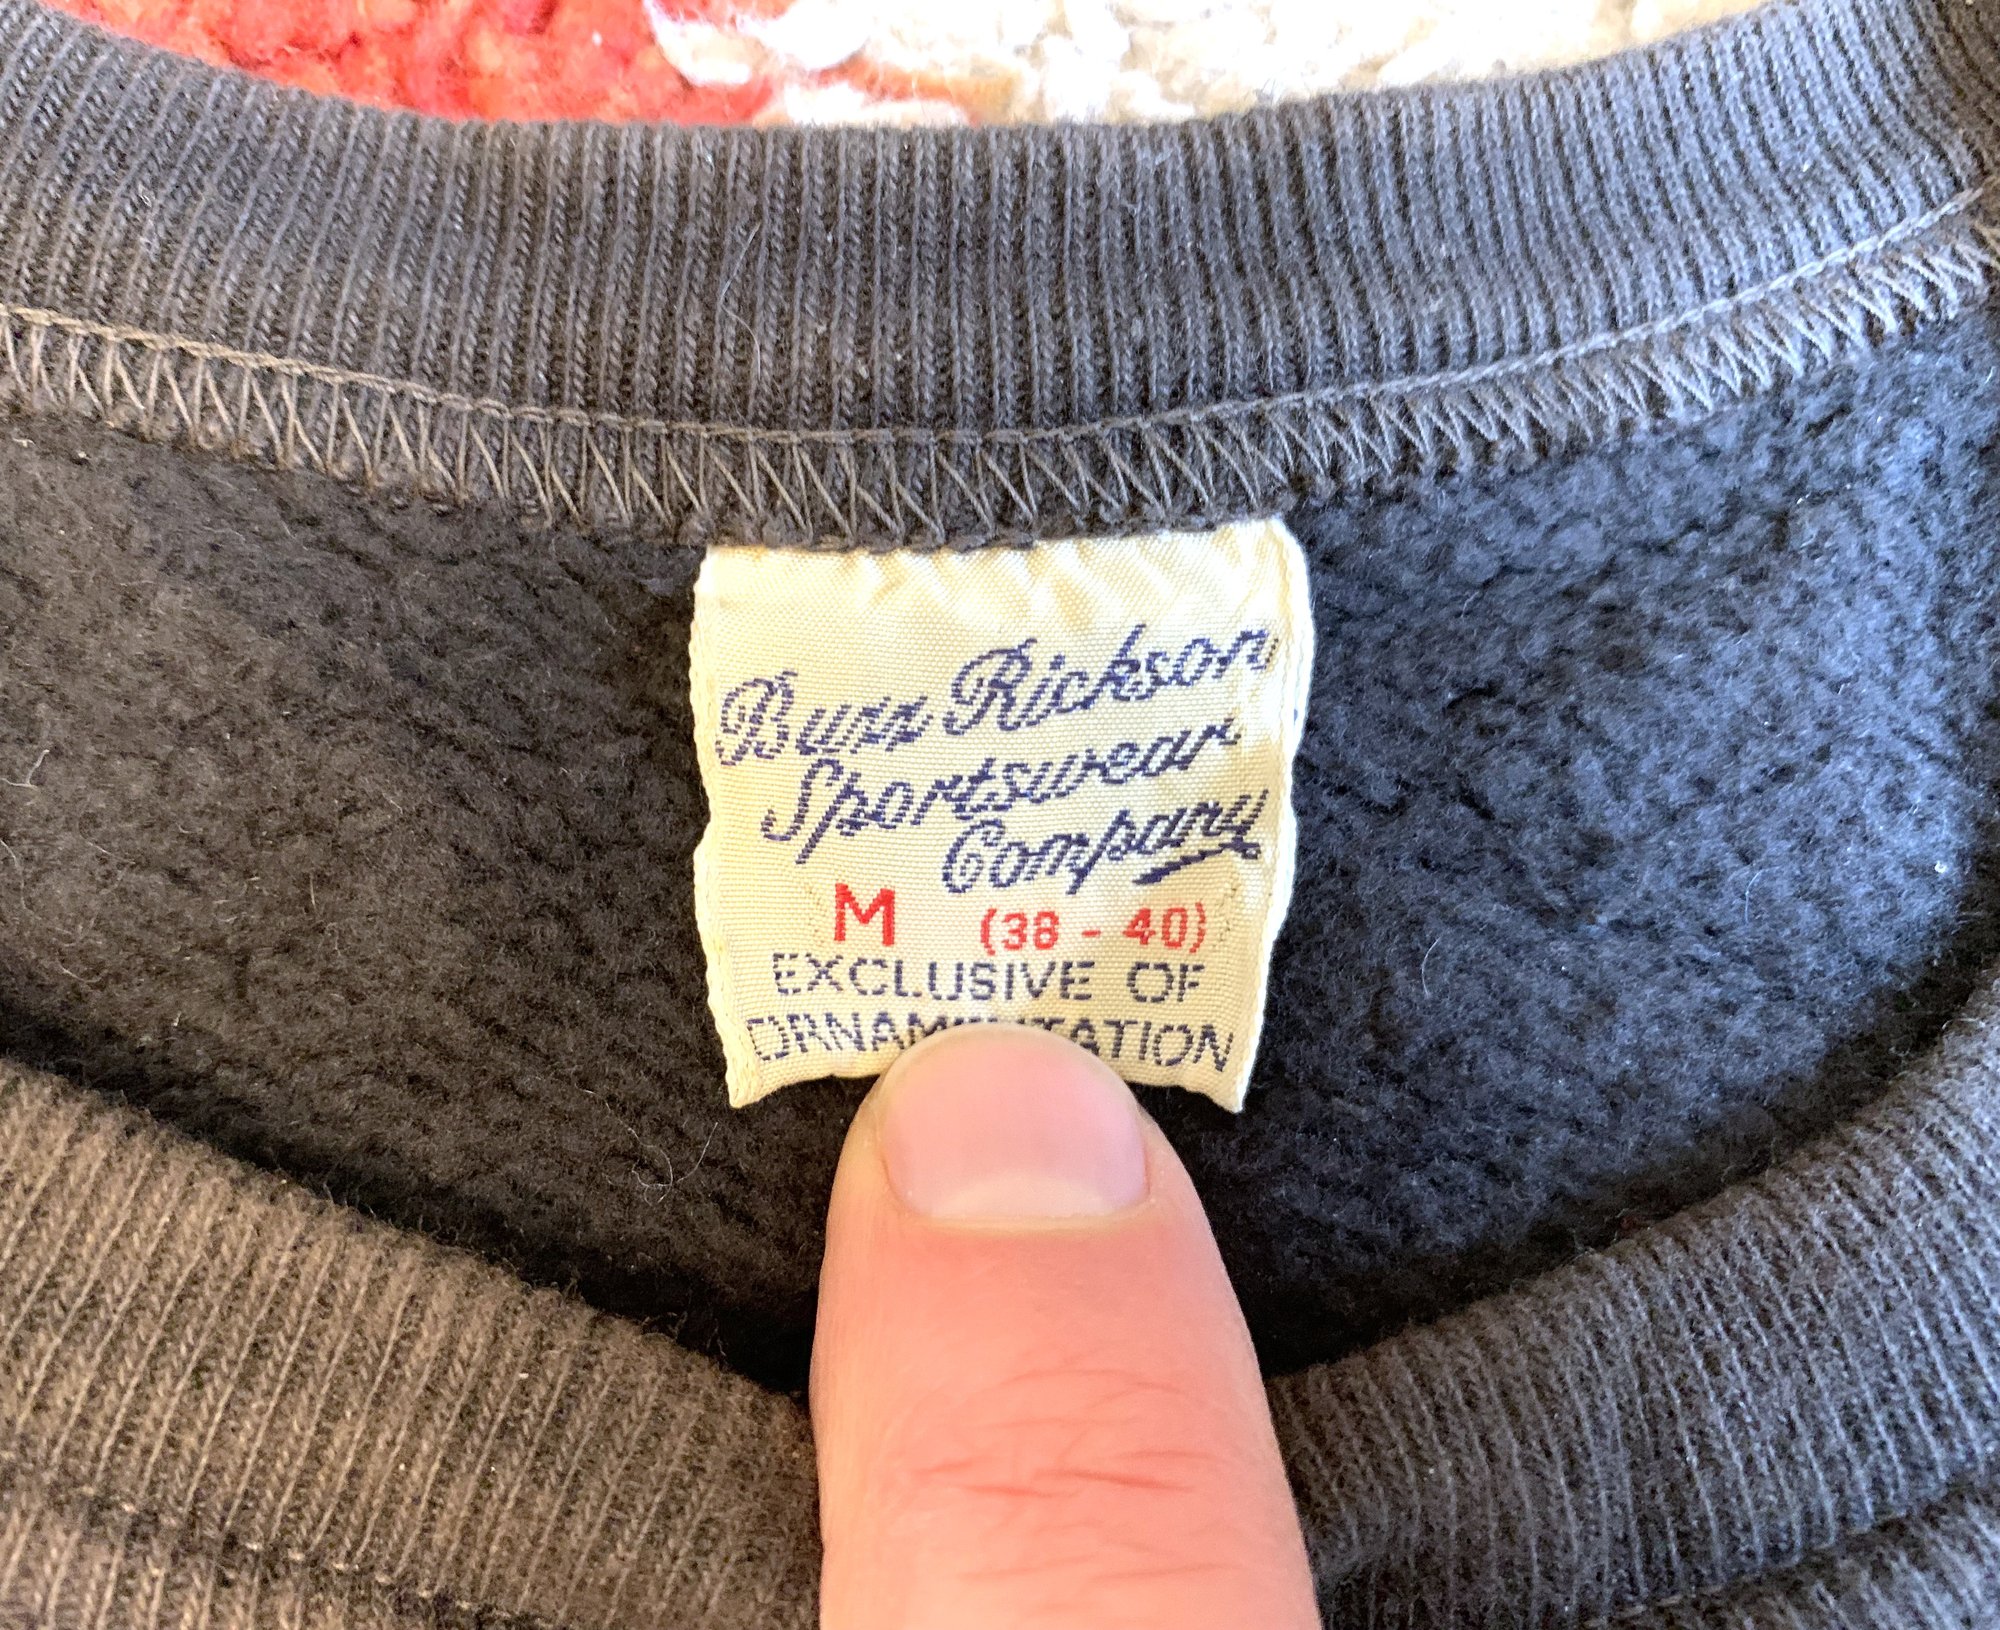 Buzz Rickson
Sportswear
Company
M (38 - 40)
EXCLUSIVE OF
ORNAMENTATION